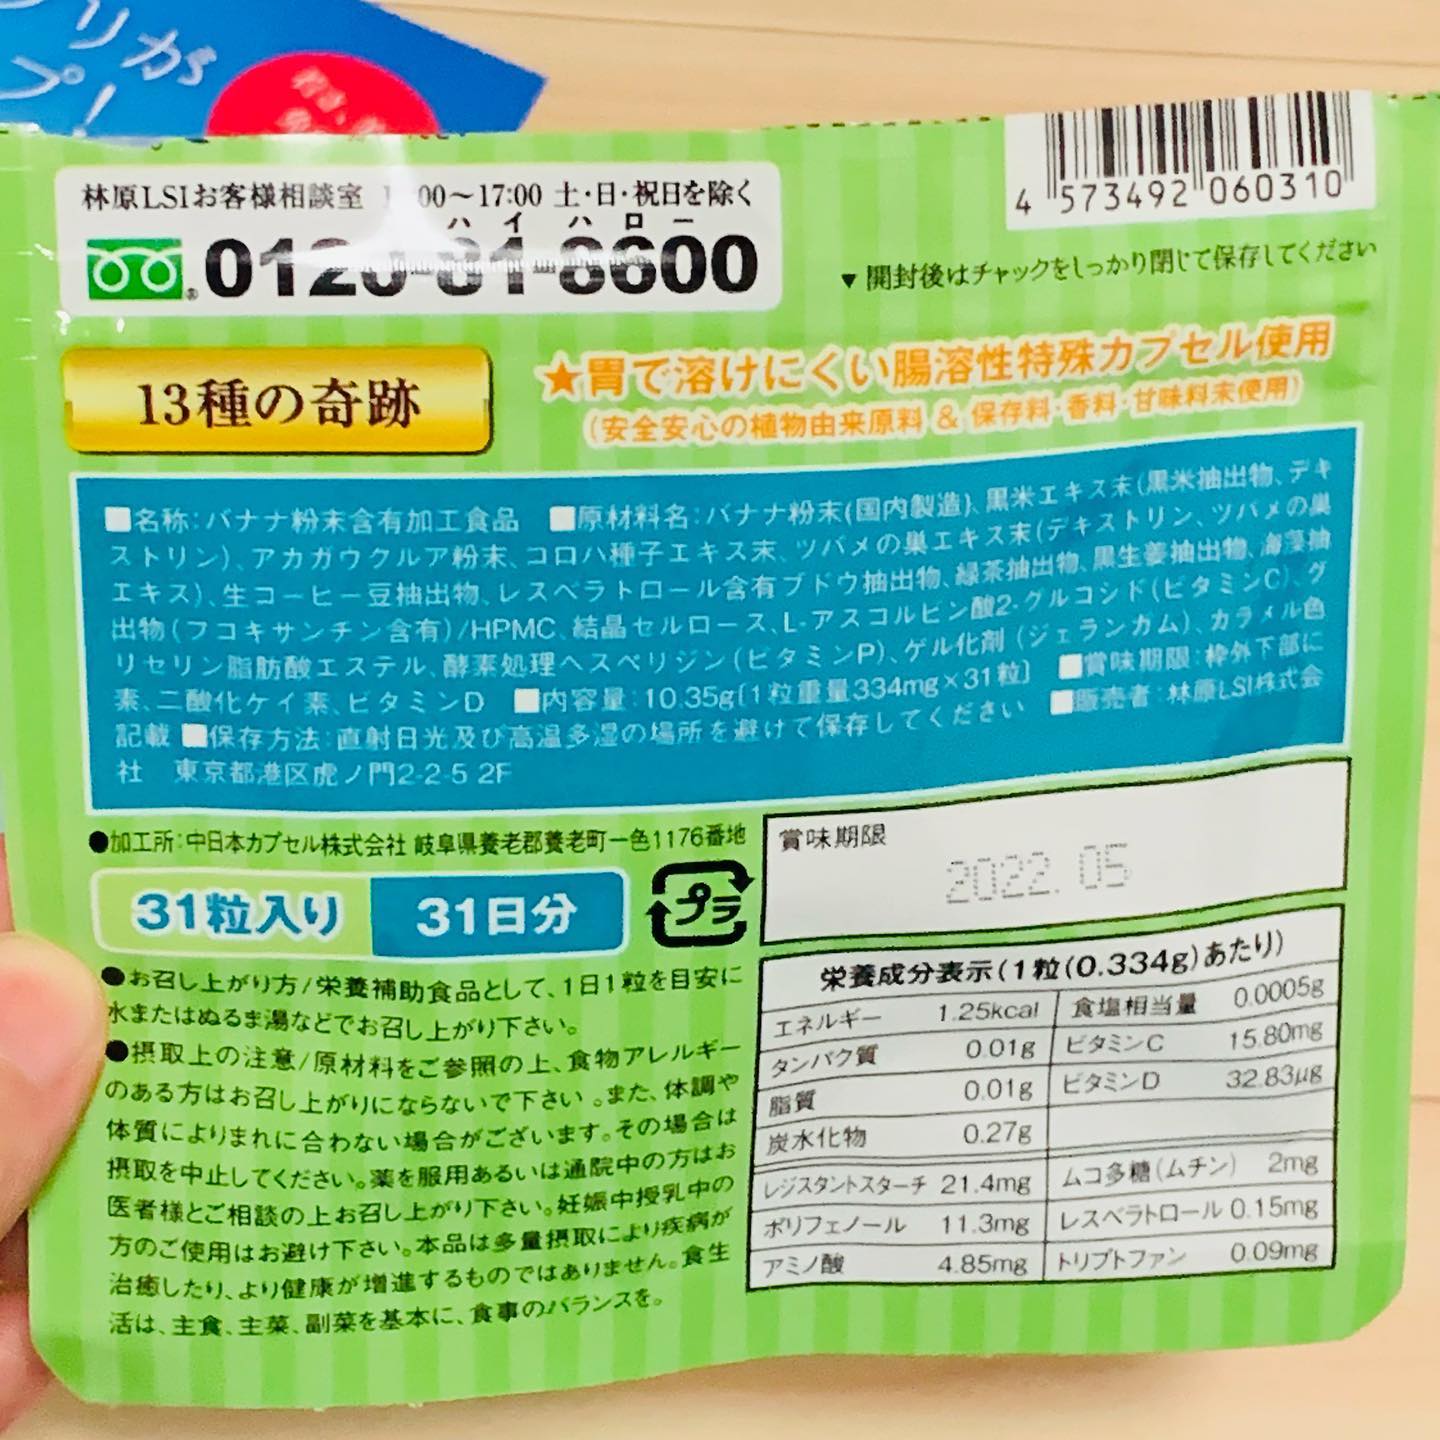 リが
プ！
林原LSIお客様相談室 00〜17:00 土・日・祝日を除く
ハイ ハロー
0120-81-8600
4 573492 060310
▼開封後はチャックをしっかり閉じて保存してください
13種の奇跡
★胃で溶けにくい腸溶性特殊カプセル使用
(安全安心の植物由来原料 & 保存料・香料・甘味料未使用)
■名称:バナナ粉末含有加工食品 ■原材料名:バナナ粉末(国内製造)、黒米エキス末(黒米抽出物、デキ
ストリン)、アカガウクルア粉末、コロハ種子エキス末、ツバメの巣エキス末(デキストリン、ツバメの巣
エキス)、生コーヒー豆抽出物、レスベラトロール含有ブドウ抽出物、緑茶抽出物、黒生姜抽出物、海藻抽
出物(フコキサンチン含有)/HPMC、結晶セルロース、L-アスコルビン酸2-グルコシド(ビタミンC)、グ
リセリン脂肪酸エステル、酵素処理ヘスペリジン(ビタミンP)、ゲル化剤(ジェランガム)、カラメル色
素、二酸化ケイ素、ビタミンD ■内容量:10.35g[1粒重量334mg×31粒] ■賞味期限:枠外下部に
記載 ■保存方法:直射日光及び高温多湿の場所を避けて保存してください ■販売者:林原LSI株式会
社 東京都港区虎ノ門2-2-5 2F
●加工所:中日本カプセル株式会社 岐阜県養老郡養老町一色1176番地
31粒入り 31日分
プラ
賞味期限
2022.05
●お召し上がり方/栄養補助食品として、1日1粒を目安に
水またはぬるま湯などでお召し上がり下さい。
●摂取上の注意/原材料をご参照の上、食物アレルギー
のある方はお召し上がりにならないで下さい。また、体調や
体質によりまれに合わない場合がございます。その場合は
摂取を中止してください。薬を服用あるいは通院中の方はお
医者様とご相談の上お召し上がり下さい。妊娠中授乳中の
方のご使用はお避け下さい。本品は多量摂取により疾病が
治癒したり、より健康が増進するものではありません。食生
活は、主食、主菜、副菜を基本に、食事のバランスを。
栄養成分表示(1粒(0.334g)あたり)
エネルギー 1.25kcal 食塩相当量 0.0005g
タンパク質 0.01g ビタミンC 15.80mg
脂質 0.01g ビタミンD 32.83μg
炭水化物 0.27g
レジスタントスターチ 21.4mg ムコ多糖(ムチン) 2mg
ポリフェノール 11.3mg レスベラトロール 0.15mg
アミノ酸 4.85mg トリプトファン 0.09mg